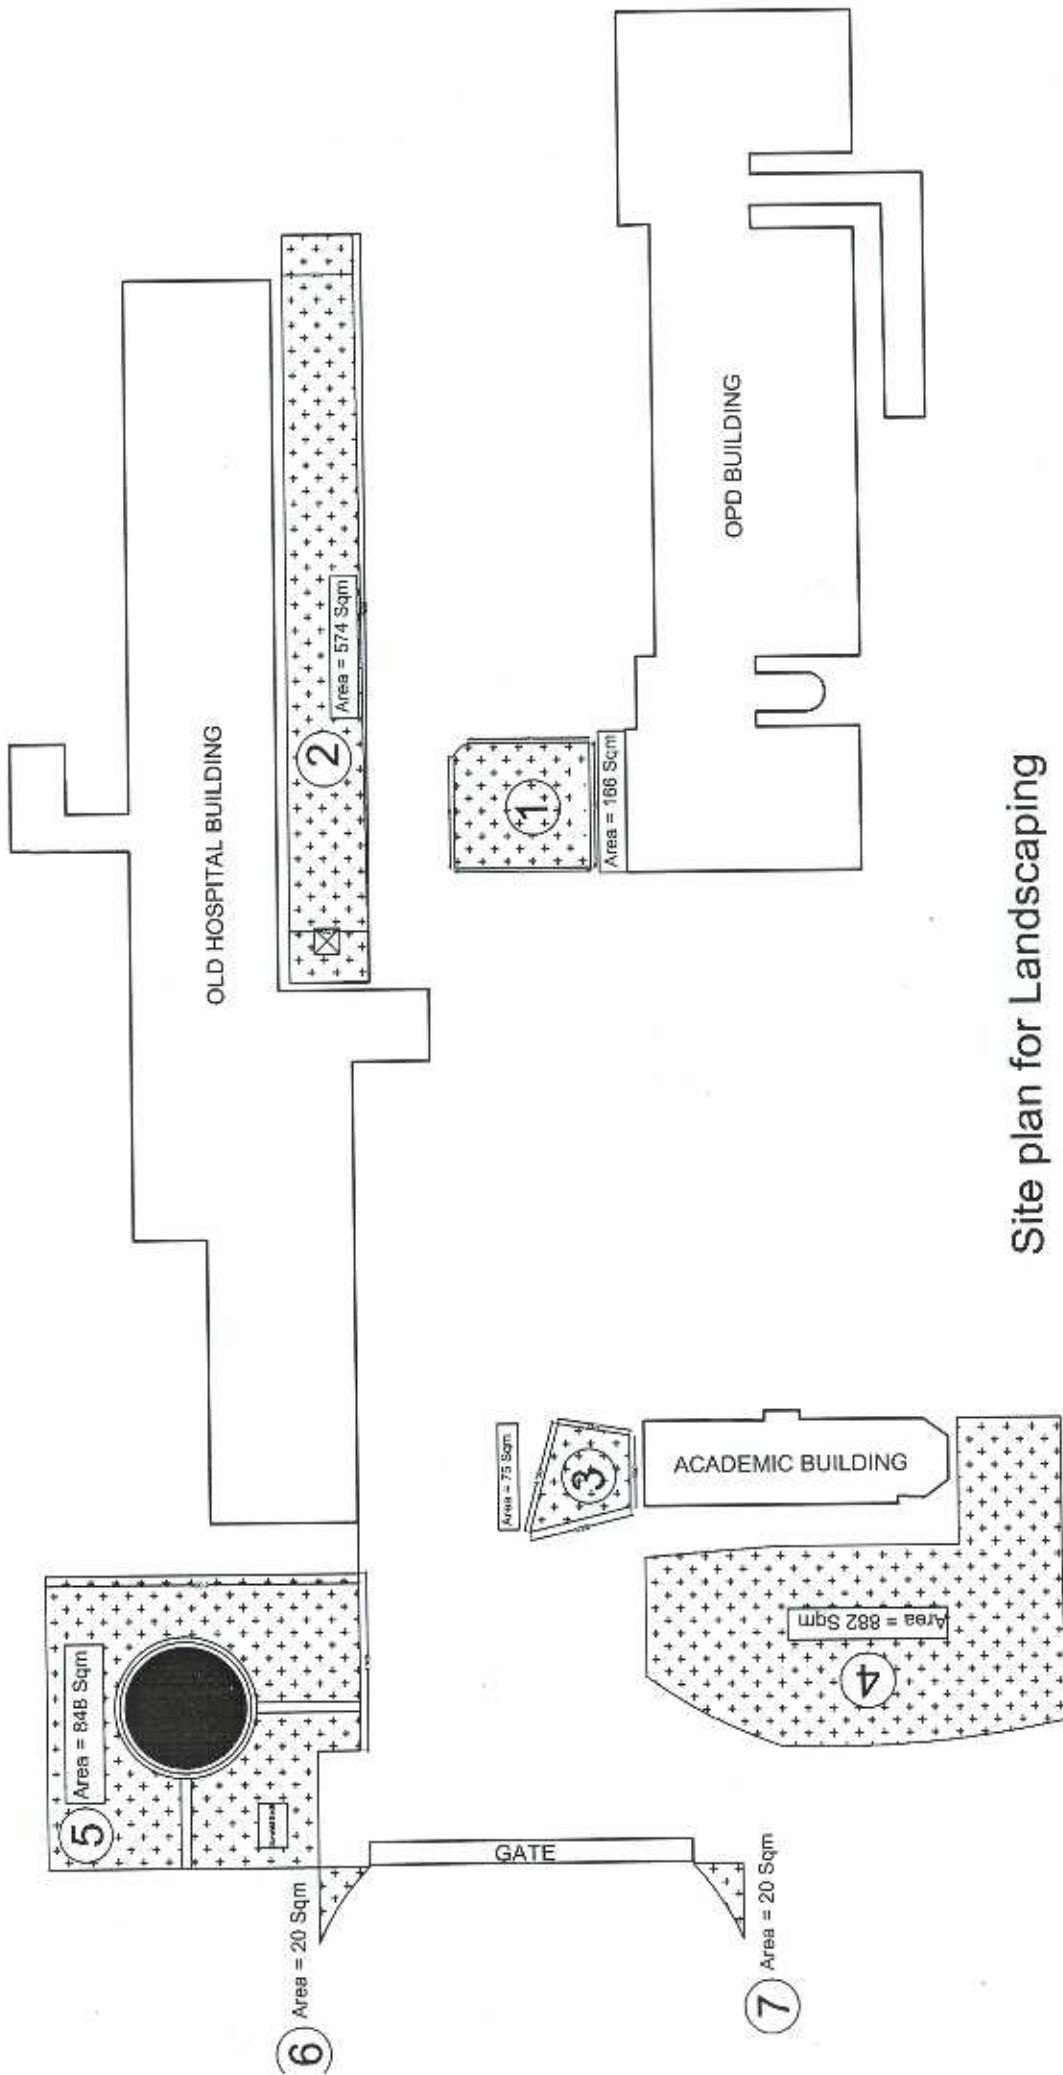 OLD HOSPITAL BUILDING
2
Area = 574 Sqm
OPD BUILDING
1
Area = 166 Sqm
Area = 75 Sqm
3
ACADEMIC BUILDING
4
Area = 882 Sqm
5
Area = 848 Sqm
GATE
6
Area = 20 Sqm
7
Area = 20 Sqm
Site plan for Landscaping